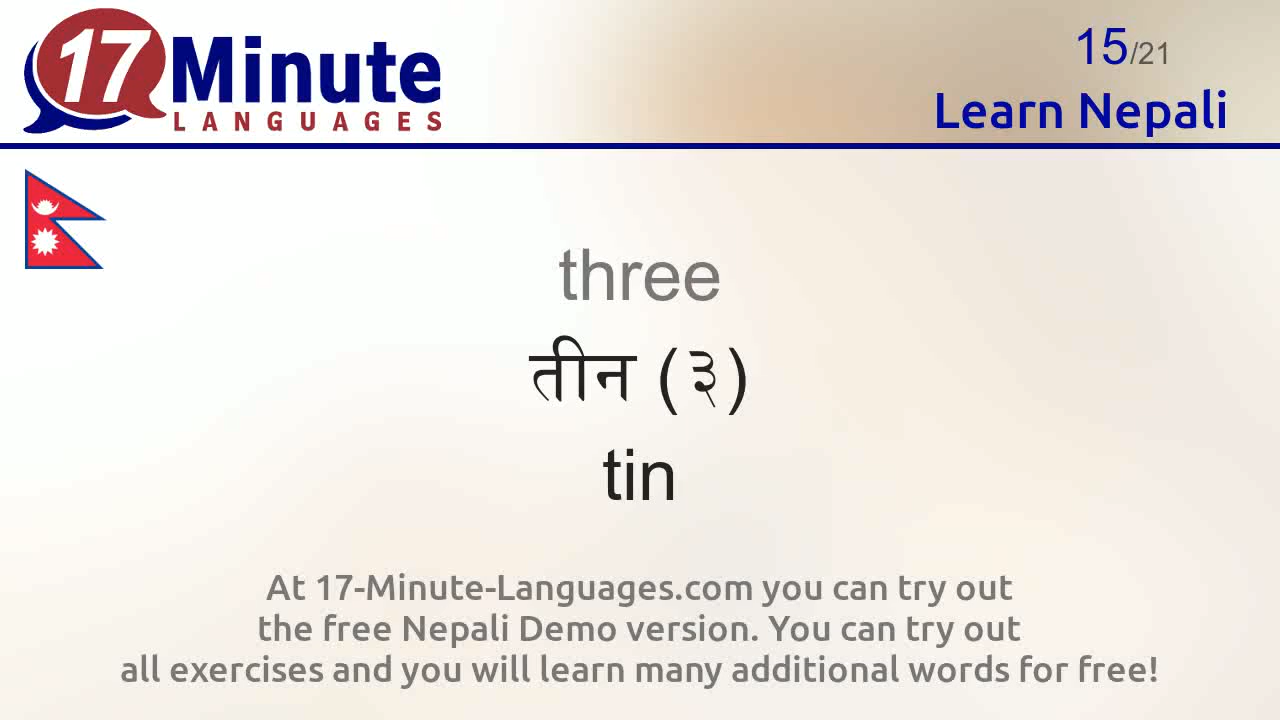 17 Minute
LANGUAGES
15/21
Learn Nepali
three
तीन (३)
tin
At 17-Minute-Languages.com you can try out
the free Nepali Demo version. You can try out
all exercises and you will learn many additional words for free!